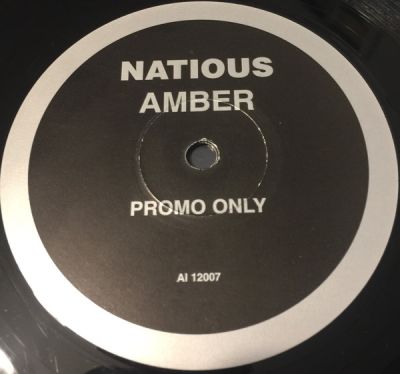 NATIOUS
AMBER
PROMO ONLY
AI 12007